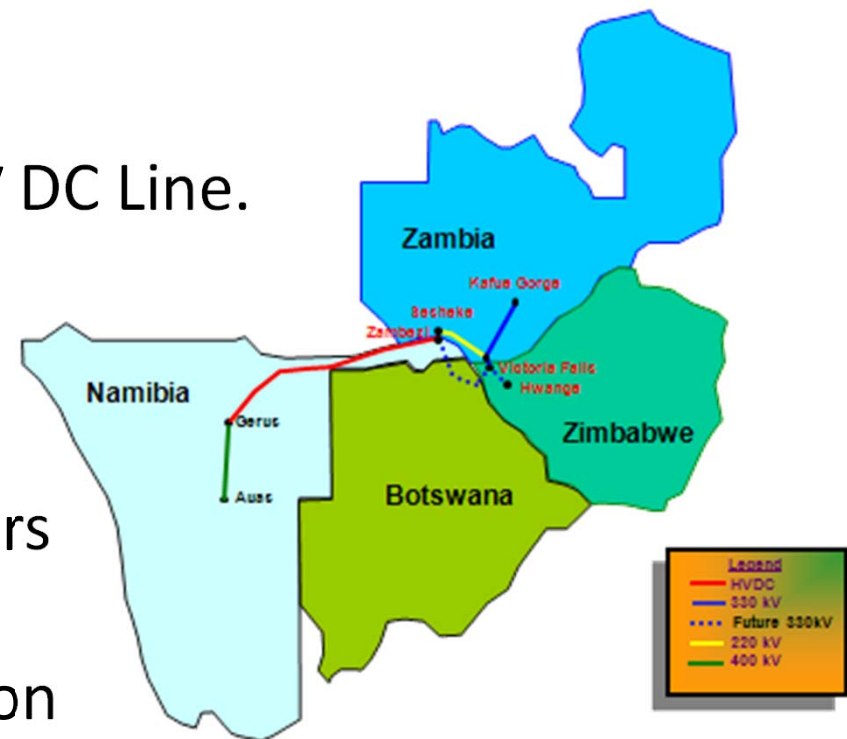 V DC Line.
Zambia
Kafue Gorge
Sesheke
Zambezi
Victoria Falls
Hwange
Namibia
Gerus
Zimbabwe
Auas
Botswana
rs
on
Legend
HVDC
330 kV
Future 330kV
220 kV
400 kV